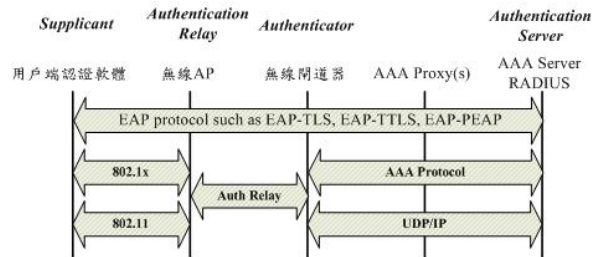 Supplicant
Authentication
Relay
Authenticator
Authentication
Server
用戶端認證軟體
無線AP
無線閘道器
AAA Proxy(s)
AAA Server
RADIUS
EAP protocol such as EAP-TLS, EAP-TTLS, EAP-PEAP
802.1x
AAA Protocol
Auth Relay
802.11
UDP/IP